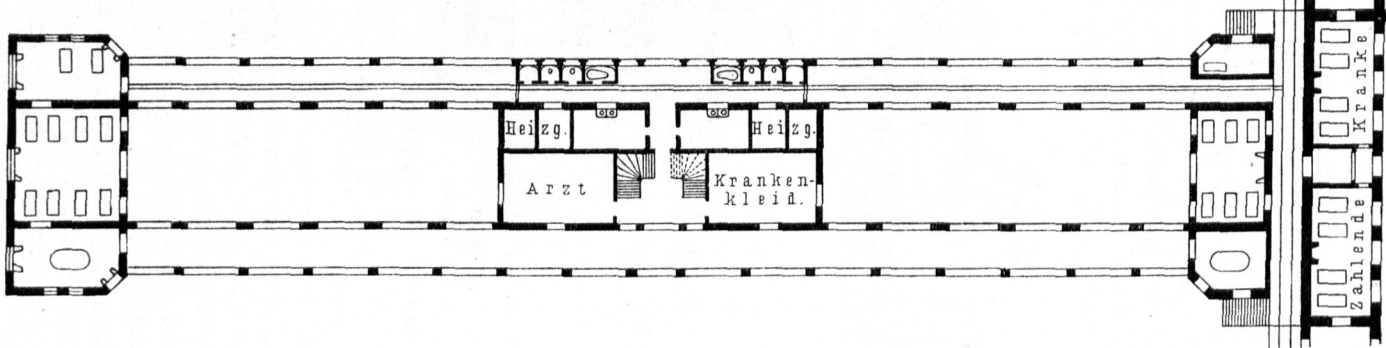 Heizg.
Heizg.
Arzt
Kranken-
kleid.
Zahlende Kranke